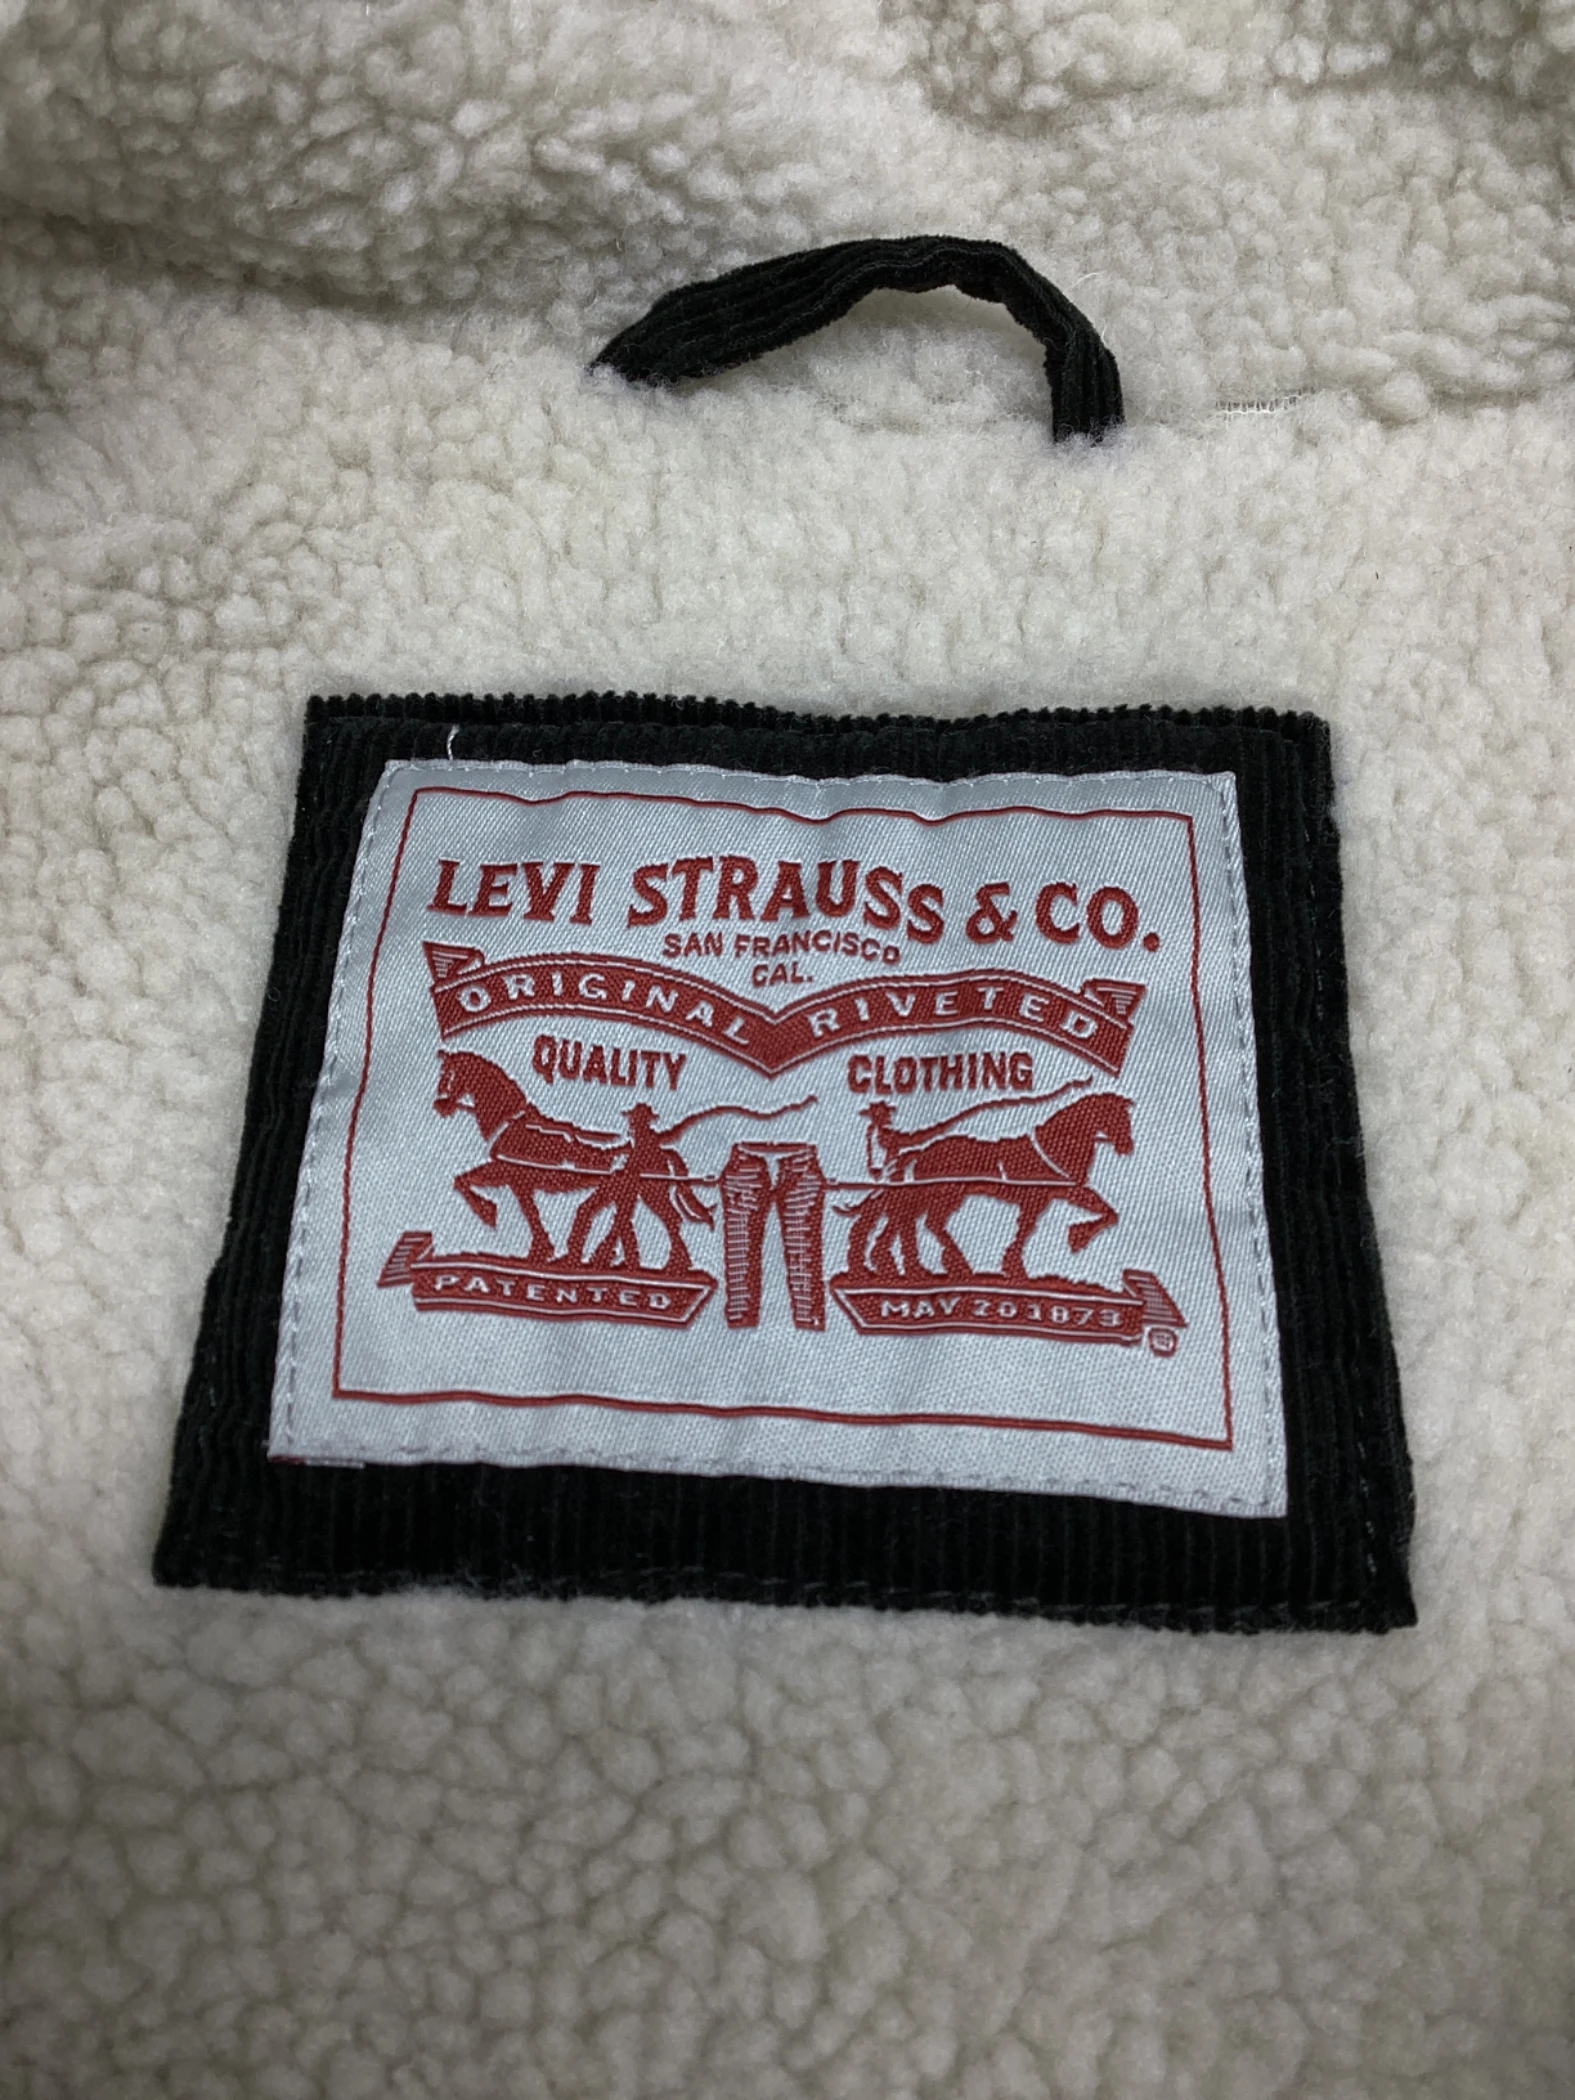 LEVI STRAUSS & CO.
SAN FRANCISCO
CAL.
ORIGINAL RIVETED
QUALITY CLOTHING
PATENTED MAY 20 1873
®